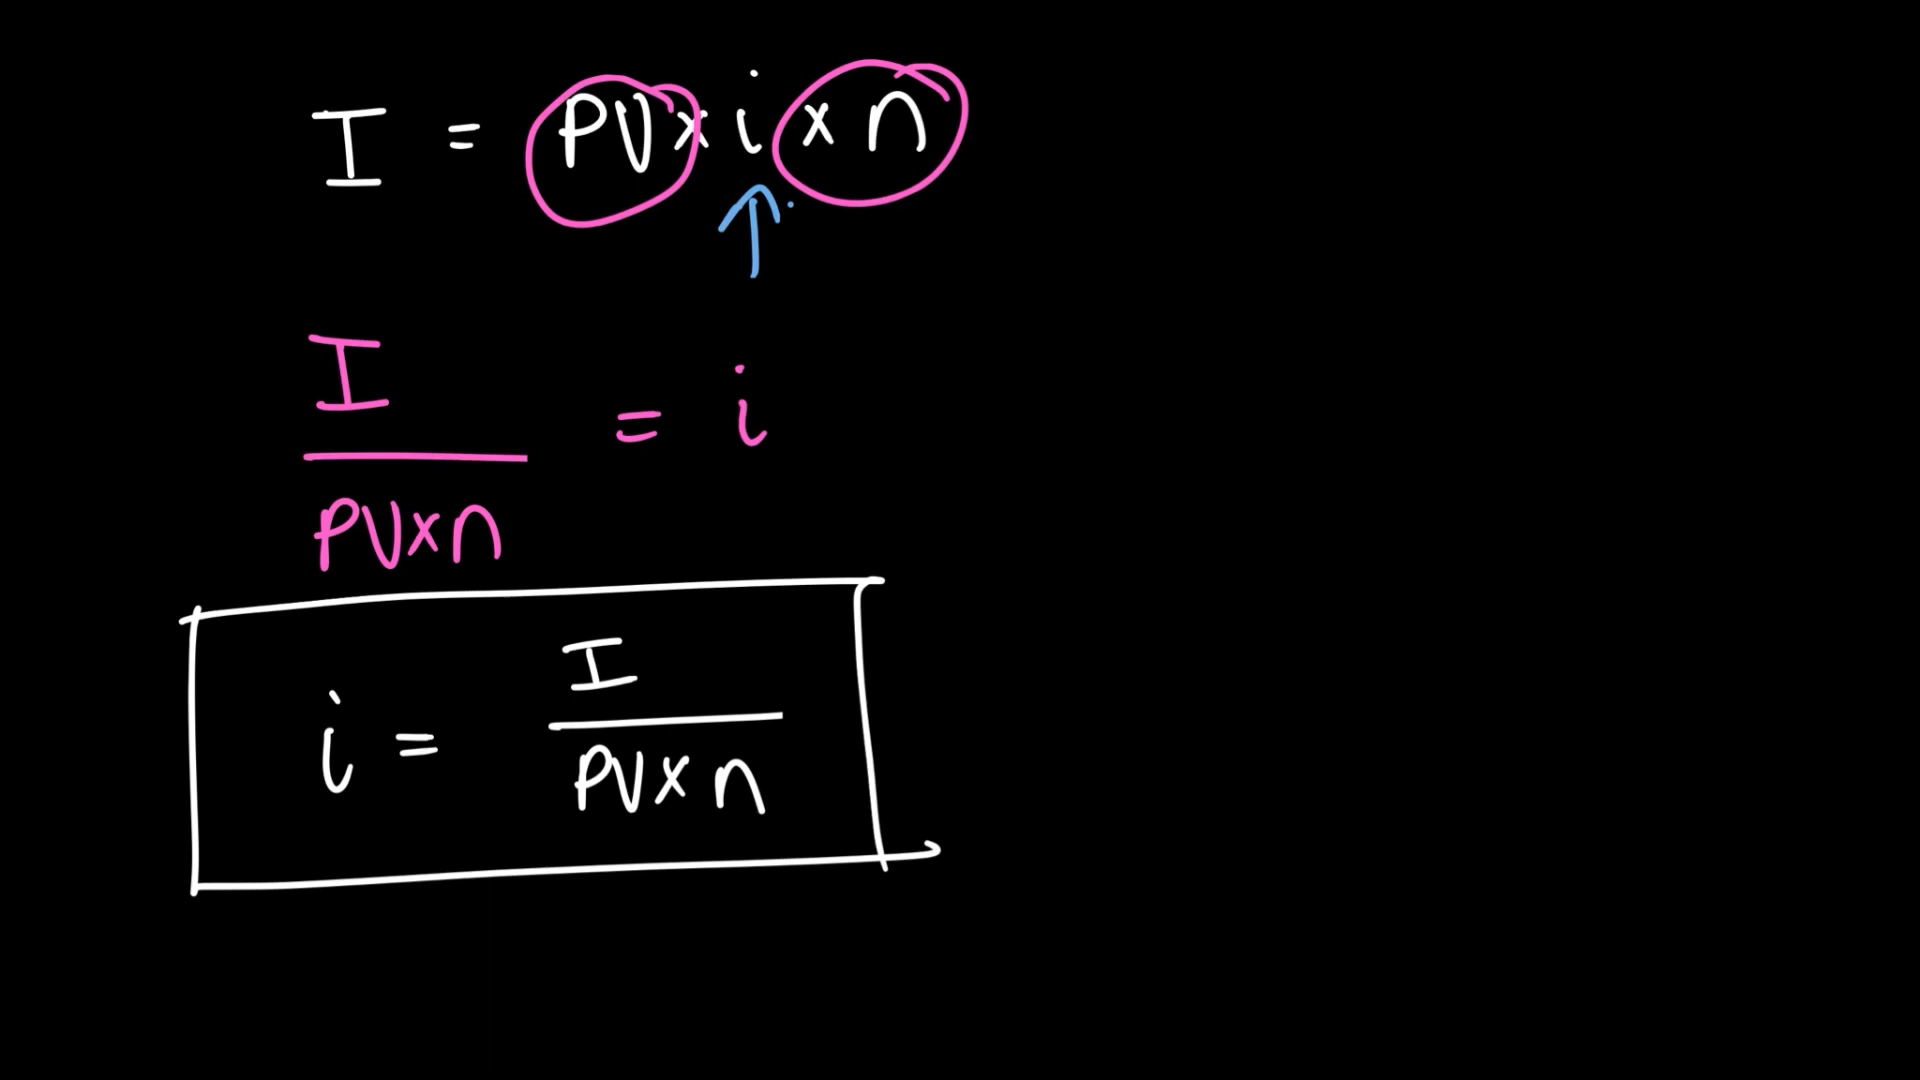 I = PV x i x n
I
= i
PV x n
I
i =
PV x n